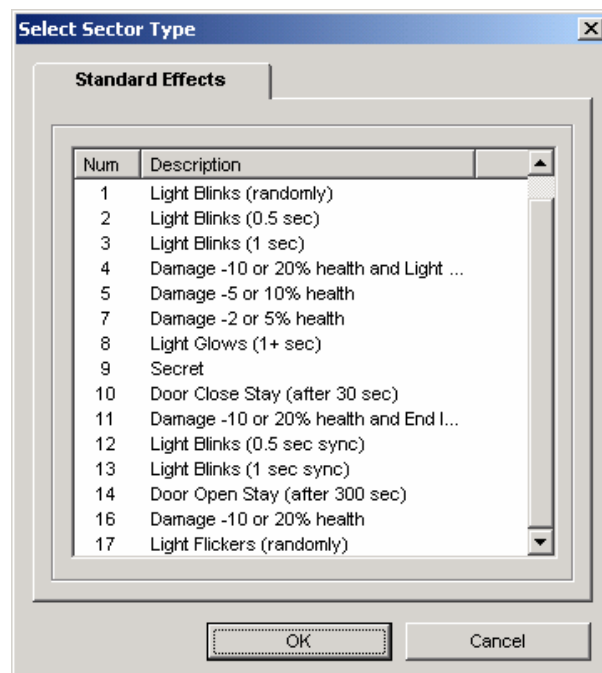 Select Sector Type
Standard Effects
Num Description
1 Light Blinks (randomly)
2 Light Blinks (0.5 sec)
3 Light Blinks (1 sec)
4 Damage -10 or 20% health and Light ...
5 Damage -5 or 10% health
7 Damage -2 or 5% health
8 Light Glows (1+ sec)
9 Secret
10 Door Close Stay (after 30 sec)
11 Damage -10 or 20% health and End l...
12 Light Blinks (0.5 sec sync)
13 Light Blinks (1 sec sync)
14 Door Open Stay (after 300 sec)
16 Damage -10 or 20% health
17 Light Flickers (randomly)
OK Cancel